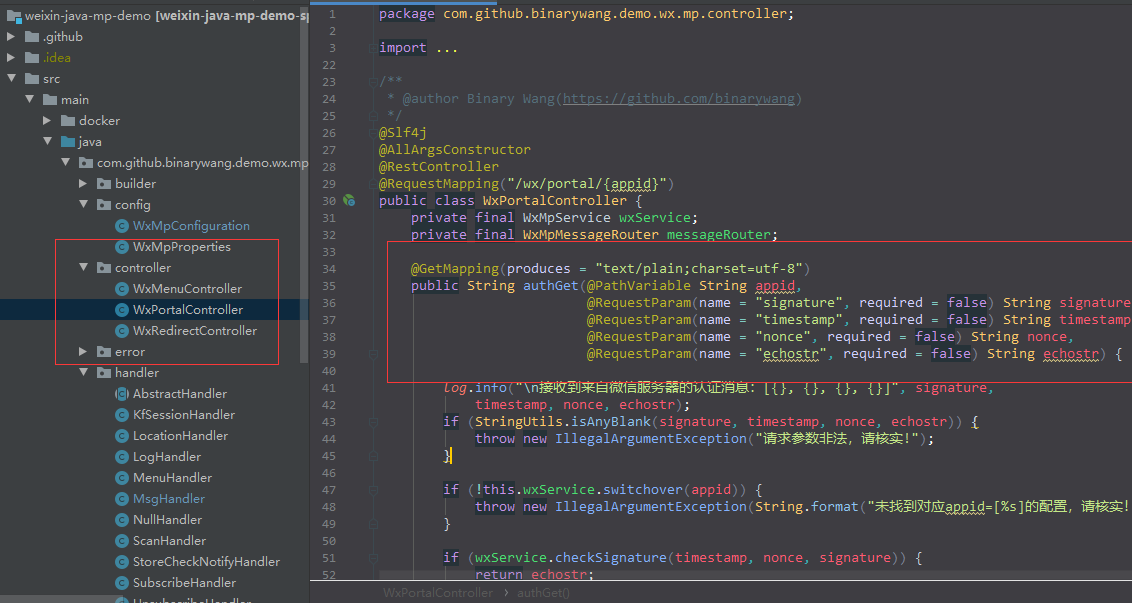 weixin-java-mp-demo [weixin-java-mp-demo-sp
.github
.idea
src
main
docker
java
com.github.binarywang.demo.wx.mp
builder
config
WxMpConfiguration
WxMpProperties
controller
WxMenuController
WxPortalController
WxRedirectController
error
handler
AbstractHandler
KfSessionHandler
LocationHandler
LogHandler
MenuHandler
MsgHandler
NullHandler
ScanHandler
StoreCheckNotifyHandler
SubscribeHandler
UnsubscribeHandler
1 package com.github.binarywang.demo.wx.mp.controller;
2
3 import ...
22
23 /**
24 * @author Binary Wang(https://github.com/binarywang)
25 */
26 @Slf4j
27 @AllArgsConstructor
28 @RestController
29 @RequestMapping("/wx/portal/{appid}")
30 public class WxPortalController {
31 private final WxMpService wxService;
32 private final WxMpMessageRouter messageRouter;
33
34 @GetMapping(produces = "text/plain;charset=utf-8")
35 public String authGet(@PathVariable String appid,
36 @RequestParam(name = "signature", required = false) String signature
37 @RequestParam(name = "timestamp", required = false) String timestamp
38 @RequestParam(name = "nonce", required = false) String nonce,
39 @RequestParam(name = "echostr", required = false) String echostr) {
40
41 log.info("\n接收到来自微信服务器的认证消息：[{}, {}, {}, {}]", signature,
42 timestamp, nonce, echostr);
43 if (StringUtils.isAnyBlank(signature, timestamp, nonce, echostr)) {
44 throw new IllegalArgumentException("请求参数非法，请核实!");
45 }
46
47 if (!this.wxService.switchover(appid)) {
48 throw new IllegalArgumentException(String.format("未找到对应appid=[%s]的配置，请核实!
49 }
50
51 if (wxService.checkSignature(timestamp, nonce, signature)) {
52 return echostr;
WxPortalController › authGet()